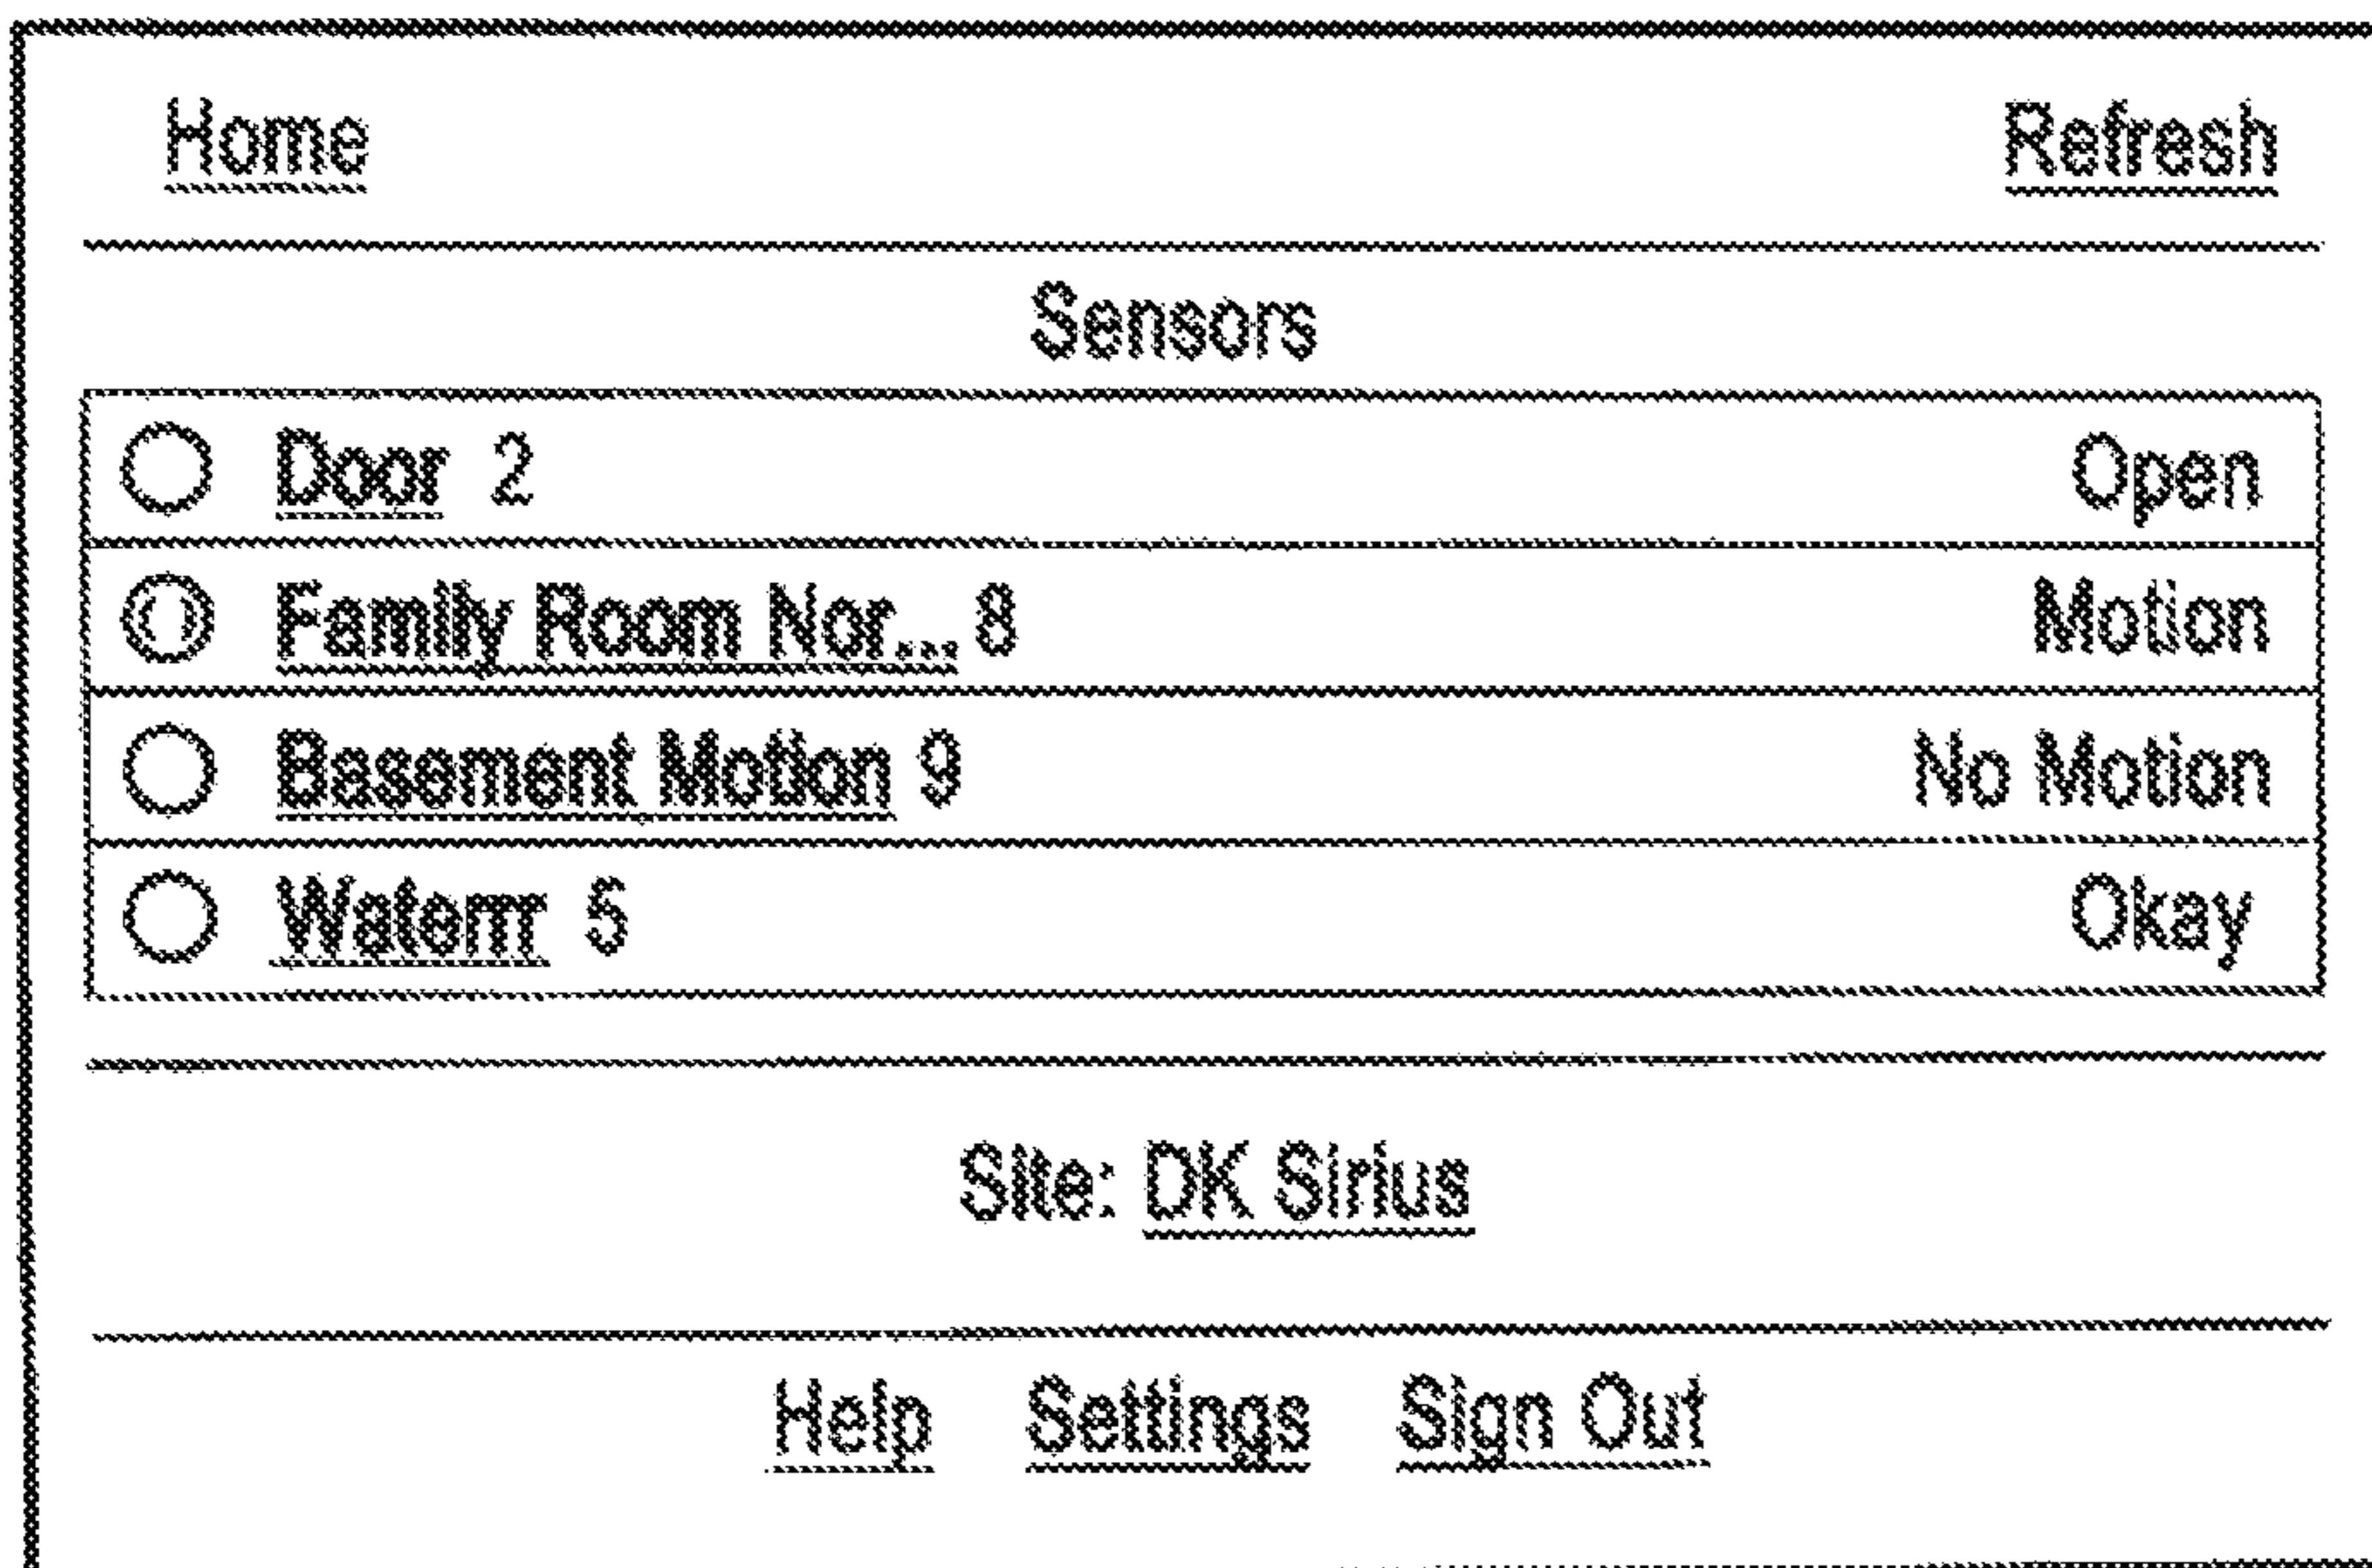 Home Refresh
Sensors
Door 2 Open
Family Room Nor... 8 Motion
Basement Motion 9 No Motion
Waterrr 5 Okay
Site: DK Sirius
Help Settings Sign Out